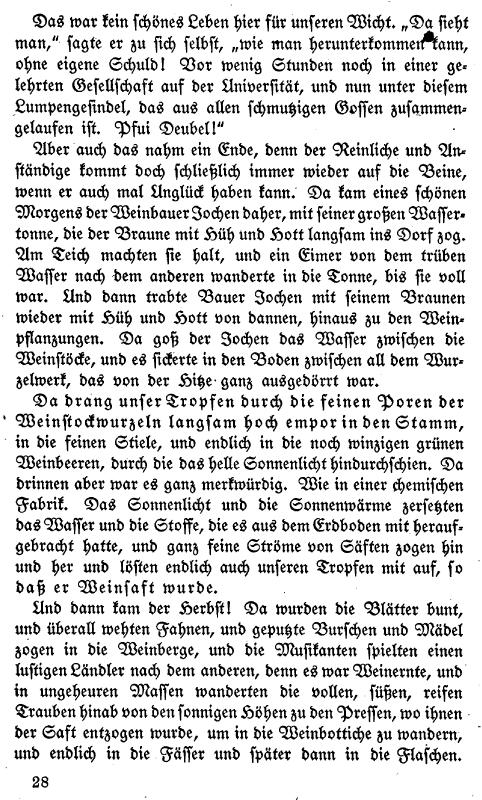 Das war kein schönes Leben hier für unseren Wicht. „Da sieht
man,“ sagte er zu sich selbst, „wie man herunterkommen kann,
ohne eigene Schuld! Vor wenig Stunden noch in einer ge-
lehrten Gesellschaft auf der Universität, und nun unter diesem
Lumpengesindel, das aus allen schmutzigen Gossen zusammen-
gelaufen ist. Pfui Deubel!“
Aber auch das nahm ein Ende, denn der Reinliche und An-
ständige kommt doch schließlich immer wieder auf die Beine,
wenn er auch mal Unglück haben kann. Da kam eines schönen
Morgens der Weinbauer Jochen daher, mit seiner großen Wasser-
tonne, die der Braune mit Hüh und Hott langsam ins Dorf zog.
Am Teich machten sie halt, und ein Eimer von dem trüben
Wasser nach dem anderen wanderte in die Tonne, bis sie voll
war. Und dann trabte Bauer Jochen mit seinem Braunen
wieder mit Hüh und Hott von dannen, hinaus zu den Wein-
pflanzungen. Da goß der Jochen das Wasser zwischen die
Weinstöcke, und es sickerte in den Boden zwischen all dem Wur-
zelwerk, das von der Hitze ganz ausgedörrt war.
Da drang unser Tropfen durch die feinen Poren der
Weinstockwurzeln langsam hoch empor in den Stamm,
in die feinen Stiele, und endlich in die noch winzigen grünen
Weinbeeren, durch die das helle Sonnenlicht hindurchschien. Da
drinnen aber war es ganz merkwürdig. Wie in einer chemischen
Fabrik. Das Sonnenlicht und die Sonnenwärme zersetzten
das Wasser und die Stoffe, die es aus dem Erdboden mit herauf-
gebracht hatte, und ganz feine Ströme von Säften zogen hin
und her und lösten endlich auch unseren Tropfen mit auf, so
daß er Weinsaft wurde.
Und dann kam der Herbst! Da wurden die Blätter bunt,
und überall wehten Fahnen, und geputzte Burschen und Mädel
zogen in die Weinberge, und die Musikanten spielten einen
lustigen Ländler nach dem anderen, denn es war Weinernte, und
in ungeheuren Massen wanderten die vollen, süßen, reifen
Trauben hinab von den sonnigen Höhen zu den Pressen, wo ihnen
der Saft entzogen wurde, um in die Weinbottiche zu wandern,
und endlich in die Fässer und später dann in die Flaschen.
28